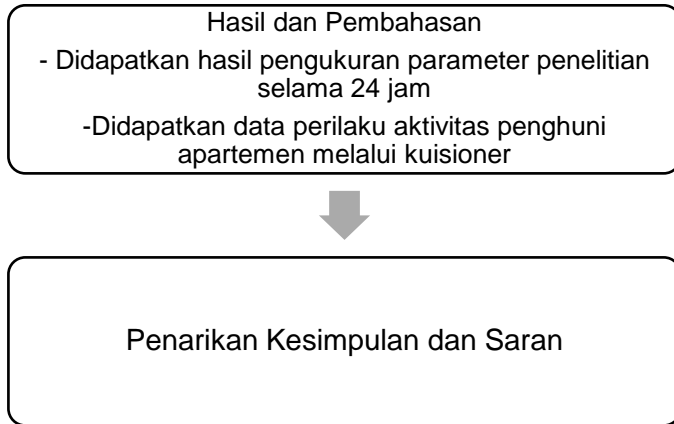 Hasil dan Pembahasan
- Didapatkan hasil pengukuran parameter penelitian
selama 24 jam
-Didapatkan data perilaku aktivitas penghuni
apartemen melalui kuisioner
Penarikan Kesimpulan dan Saran